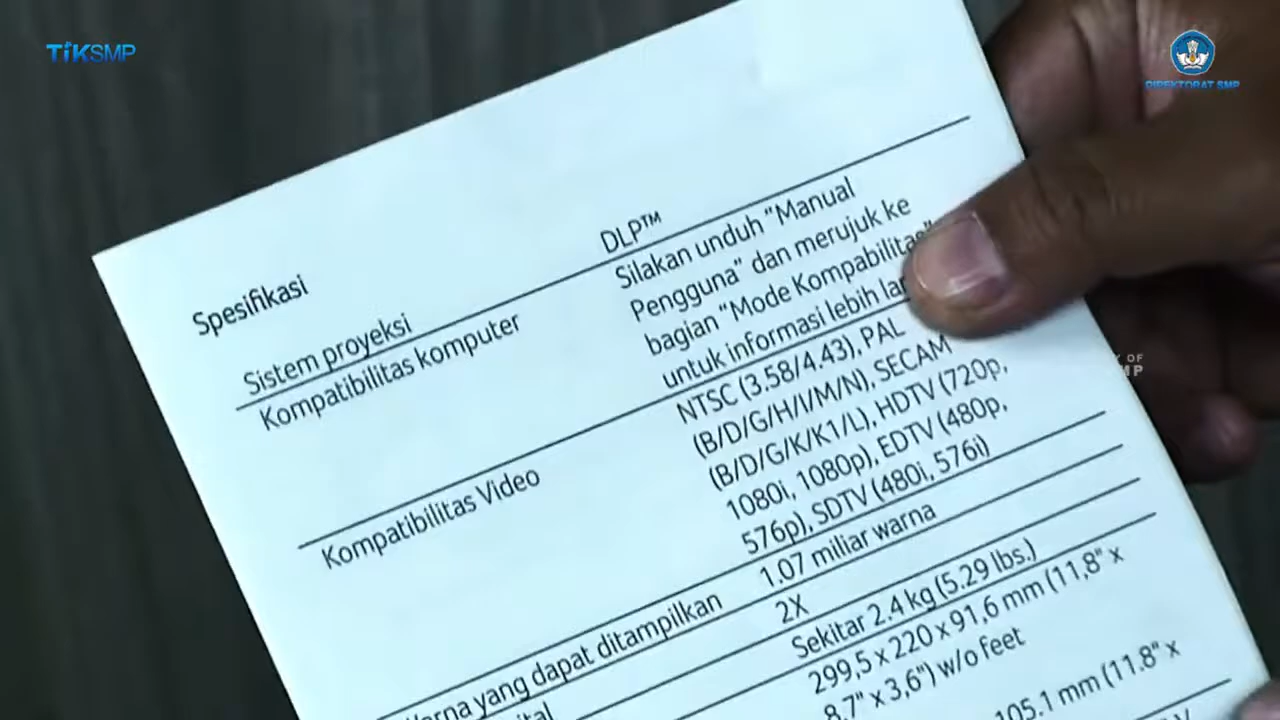 TIKSMP
DIREKTORAT SMP
Spesifikasi
Sistem proyeksi
DLP™
Kompatibilitas komputer
Silakan unduh "Manual
Pengguna" dan merujuk ke
bagian "Mode Kompabilitas"
untuk informasi lebih
Kompatibilitas Video
NTSC (3.58/4.43), PAL
(B/D/G/H/I/M/N), SECAM
(B/D/G/K/K1/L), HDTV (720p,
1080i, 1080p), EDTV (480p,
576p), SDTV (480i, 576i)
yang dapat ditampilkan
1.07 miliar warna
2X
Sekitar 2.4 kg (5.29 lbs.)
299,5 x 220 x 91,6 mm (11,8" x
8,7" x 3,6") w/o feet
105.1 mm (11.8" x
OF